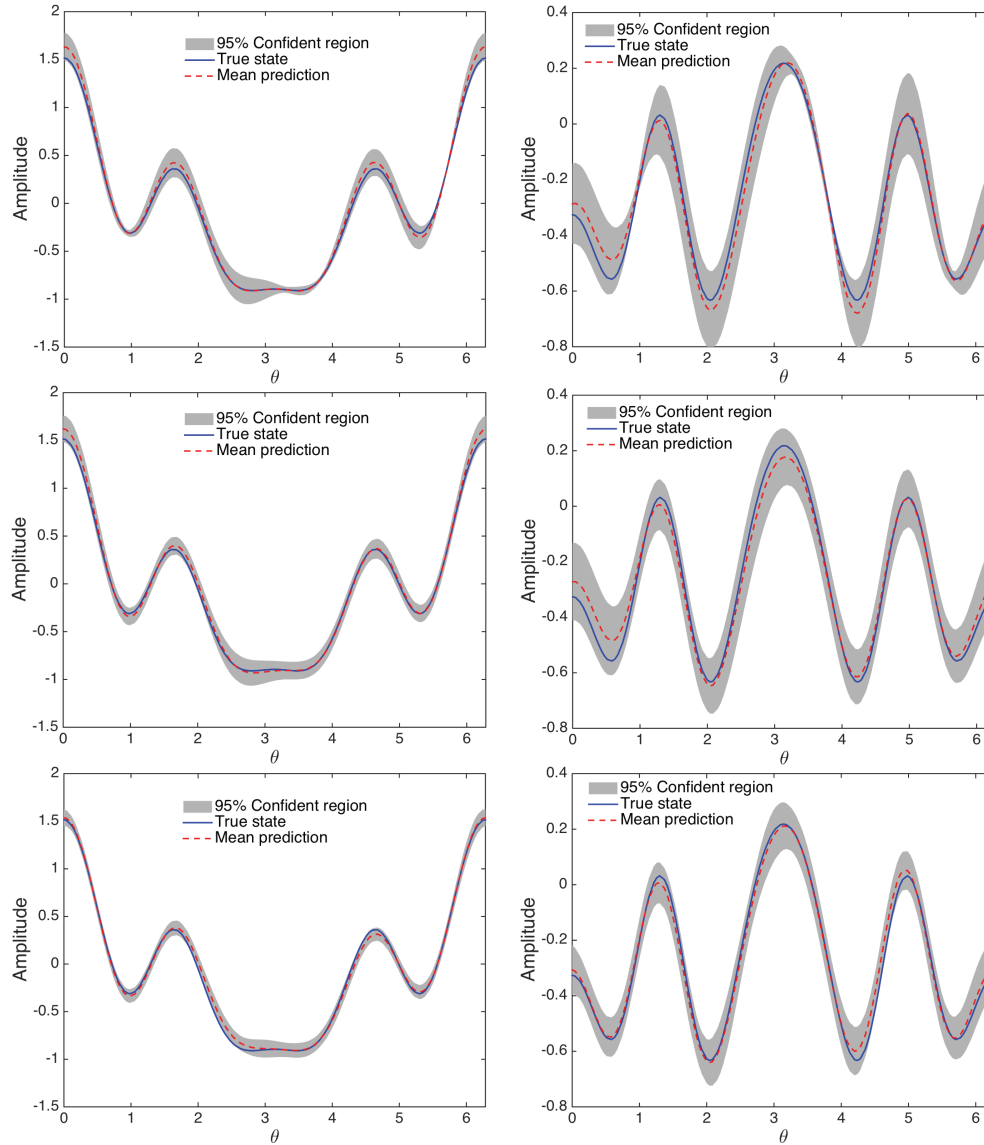 2
1.5
1
0.5
0
-0.5
-1
-1.5
Amplitude
95% Confident region
True state
Mean prediction
0 1 2 3 4 5 6
θ
0.4
0.2
0
-0.2
-0.4
-0.6
-0.8
Amplitude
95% Confident region
True state
Mean prediction
0 1 2 3 4 5 6
θ
2
1.5
1
0.5
0
-0.5
-1
-1.5
Amplitude
95% Confident region
True state
Mean prediction
0 1 2 3 4 5 6
θ
0.4
0.2
0
-0.2
-0.4
-0.6
-0.8
Amplitude
95% Confident region
True state
Mean prediction
0 1 2 3 4 5 6
θ
2
1.5
1
0.5
0
-0.5
-1
-1.5
Amplitude
95% Confident region
True state
Mean prediction
0 1 2 3 4 5 6
θ
0.4
0.2
0
-0.2
-0.4
-0.6
-0.8
Amplitude
95% Confident region
True state
Mean prediction
0 1 2 3 4 5 6
θ